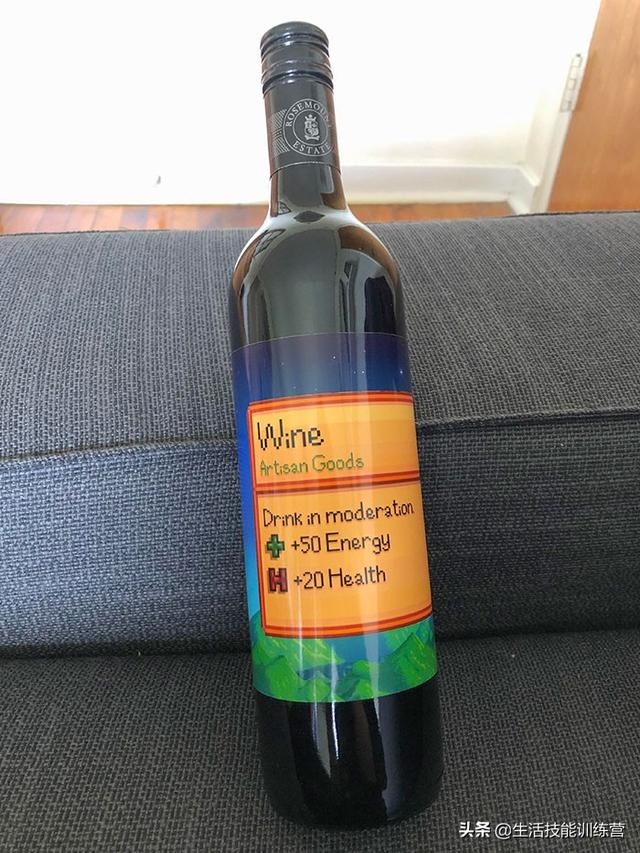 ROSEMOUNT
ESTATE
Wine
Artisan Goods
Drink in moderation
+50 Energy
H +20 Health
头条 @生活技能训练营